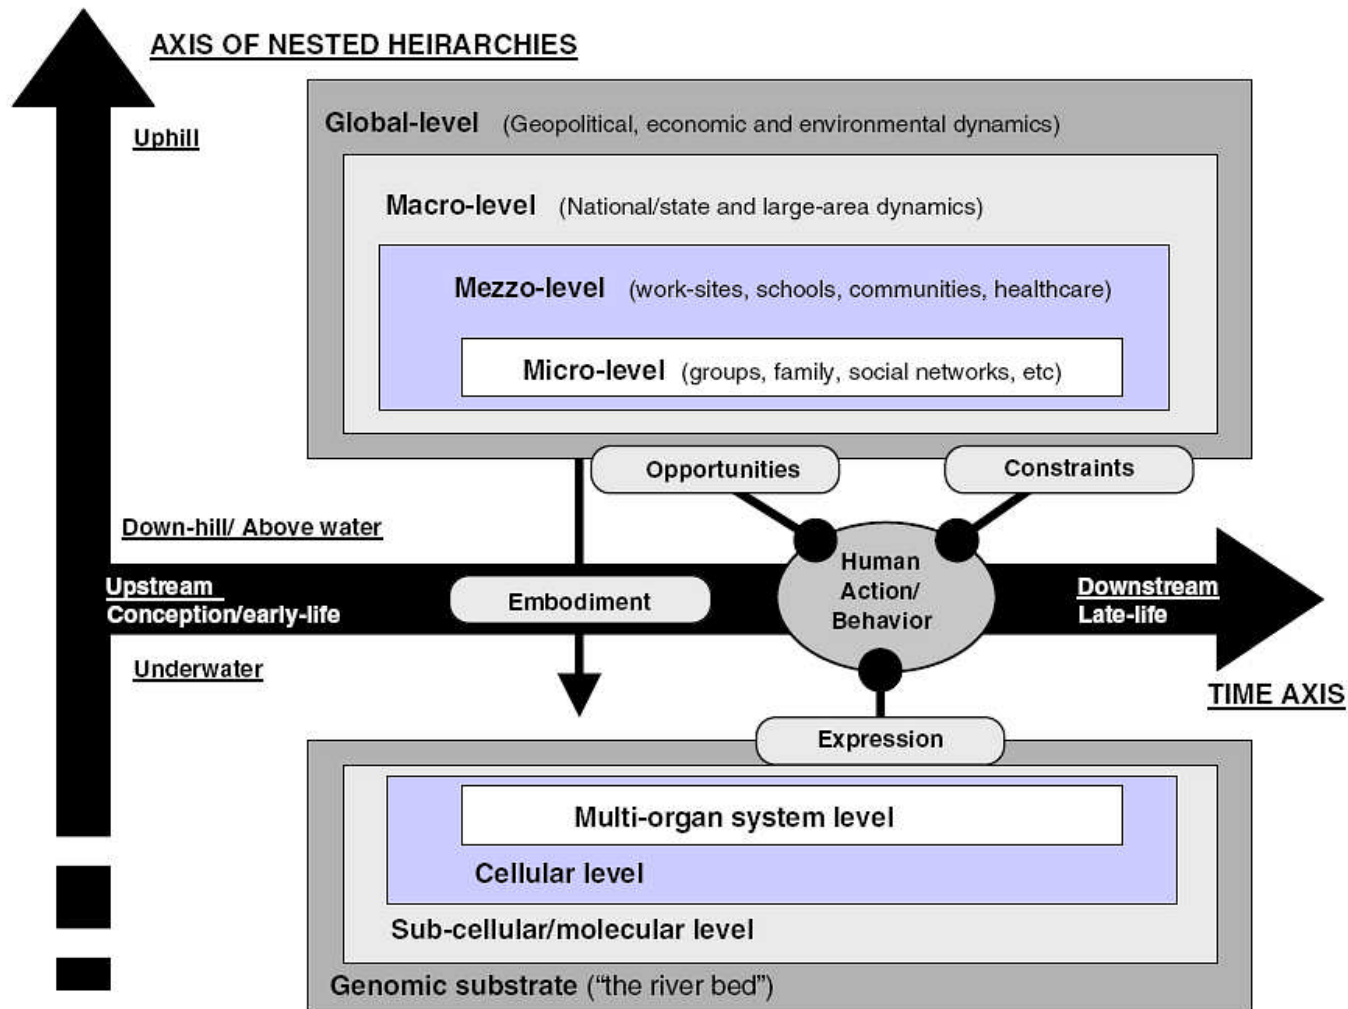 AXIS OF NESTED HEIRARCHIES
Uphill
Global-level (Geopolitical, economic and environmental dynamics)
Macro-level (National/state and large-area dynamics)
Mezzo-level (work-sites, schools, communities, healthcare)
Micro-level (groups, family, social networks, etc)
Opportunities
Constraints
Down-hill/ Above water
Upstream
Conception/early-life
Embodiment
Human
Action/
Behavior
Downstream
Late-life
Underwater
TIME AXIS
Expression
Multi-organ system level
Cellular level
Sub-cellular/molecular level
Genomic substrate (“the river bed”)